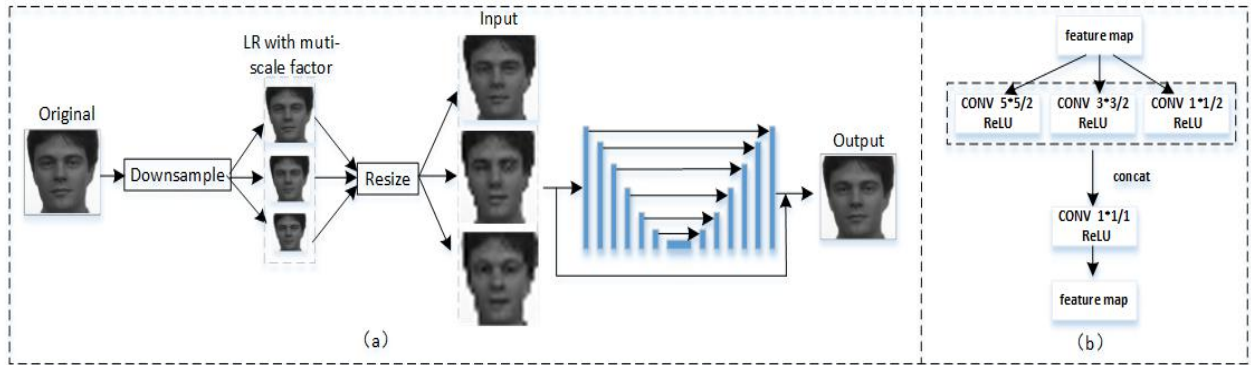 Original
Downsample
LR with muti-
scale factor
Resize
Input
Output
(a)
feature map
CONV 5*5/2
ReLU
CONV 3*3/2
ReLU
CONV 1*1/2
ReLU
concat
CONV 1*1/1
ReLU
feature map
(b)